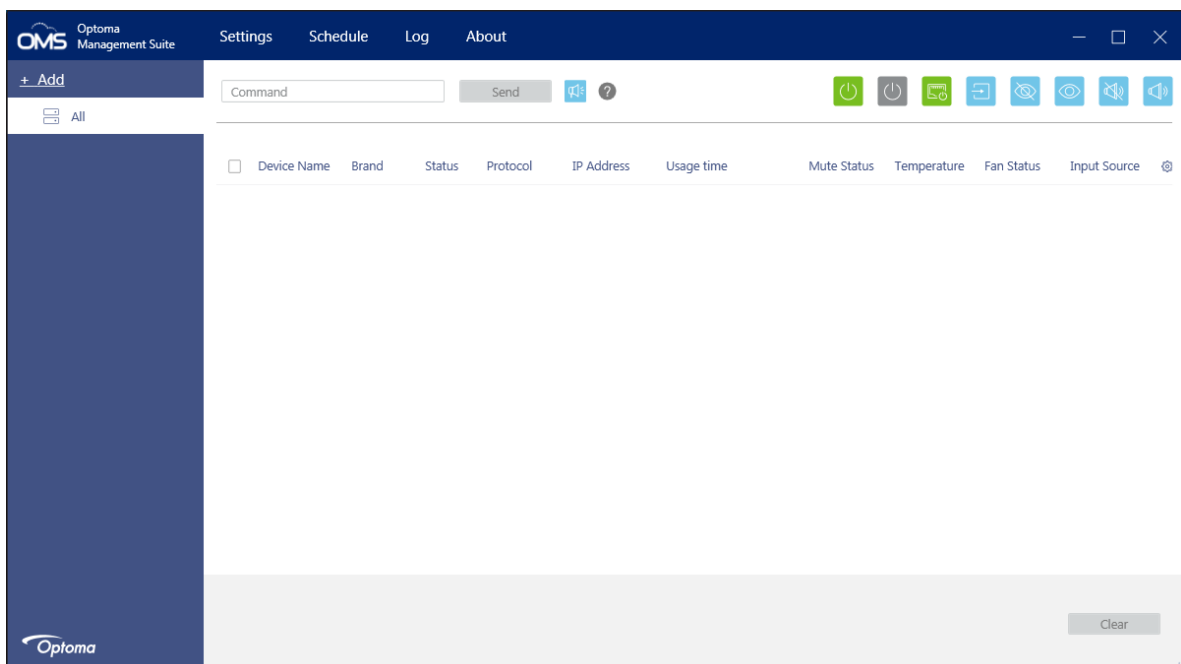 OMS Optoma Management Suite
Settings Schedule Log About
+ Add
All
Command Send ?
Device Name Brand Status Protocol IP Address Usage time Mute Status Temperature Fan Status Input Source
Clear
Optoma